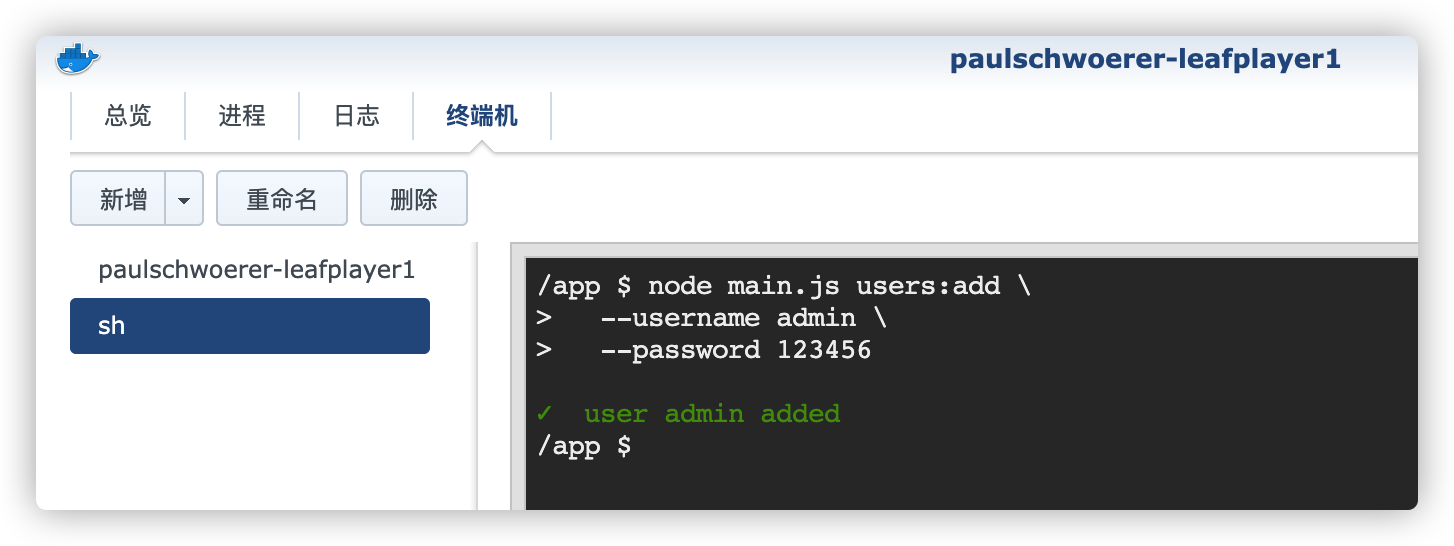 paulschwoerer-leafplayer1
总览 进程 日志 终端机
新增 重命名 删除
paulschwoerer-leafplayer1
sh
/app $ node main.js users:add \
>   --username admin \
>   --password 123456
✓  user admin added
/app $